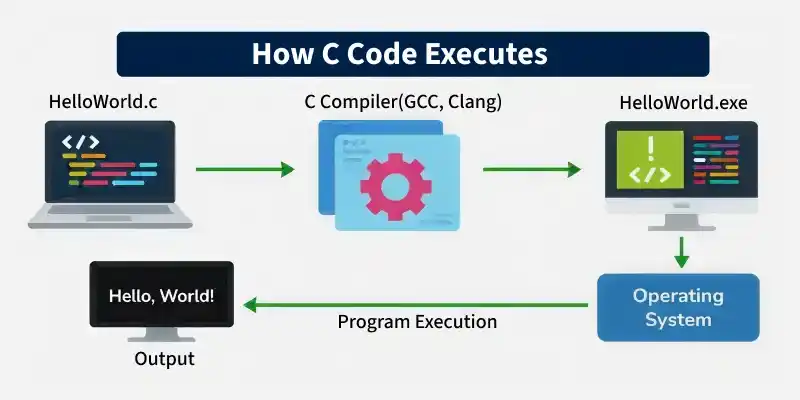 How C Code Executes
HelloWorld.c
C Compiler(GCC, Clang)
HelloWorld.exe
</>
!
</>
Hello, World!
Operating
System
Program Execution
Output